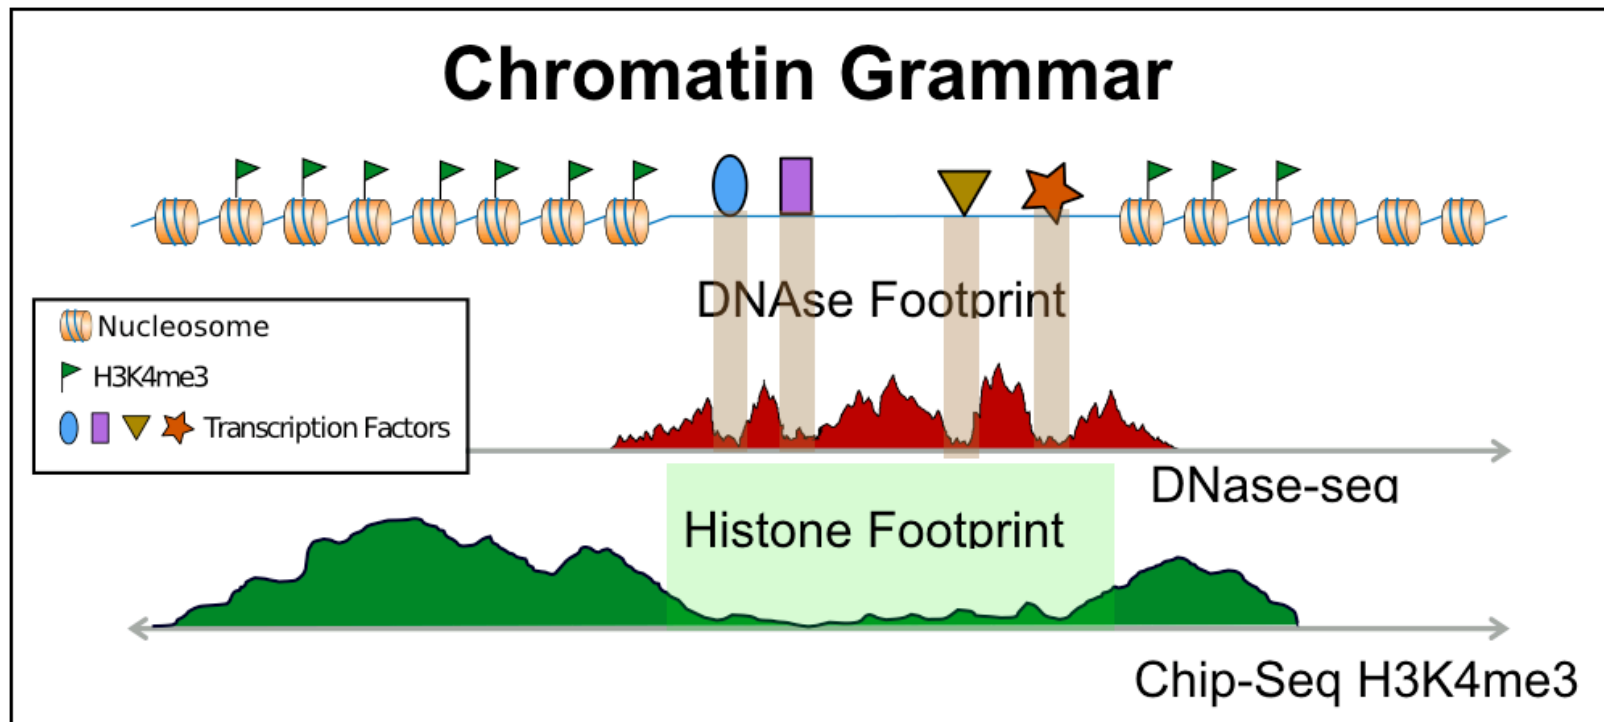 Chromatin Grammar
DNAse Footprint
Nucleosome
H3K4me3
Transcription Factors
DNase-seq
Histone Footprint
Chip-Seq H3K4me3